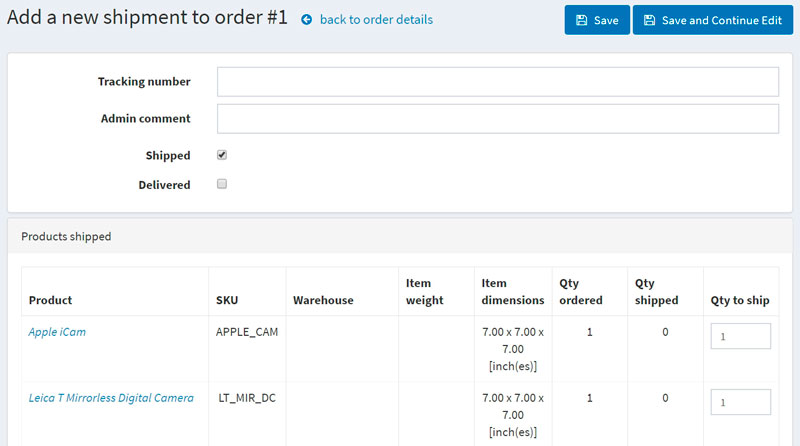 Add a new shipment to order #1 back to order details Save Save and Continue Edit
Tracking number
Admin comment
Shipped
Delivered
Products shipped
Product SKU Warehouse Item weight Item dimensions Qty ordered Qty shipped Qty to ship
Apple iCam APPLE_CAM 7.00 x 7.00 x 7.00 [inch(es)] 1 0 1
Leica T Mirrorless Digital Camera LT_MIR_DC 7.00 x 7.00 x 7.00 [inch(es)] 1 0 1